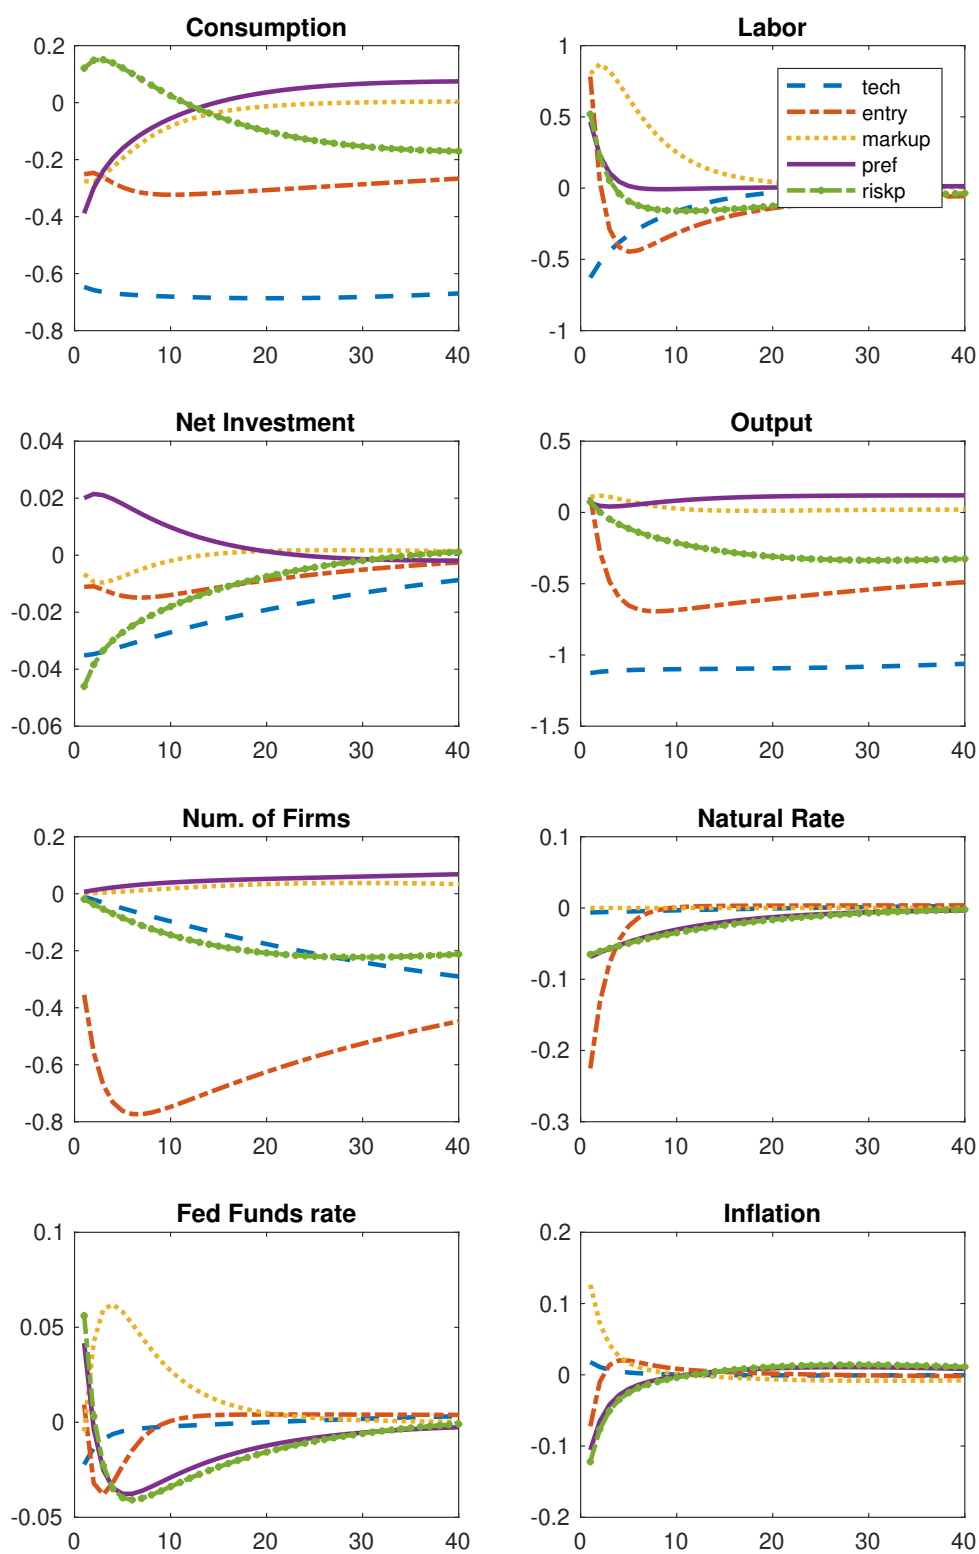 Consumption
0.2
0
-0.2
-0.4
-0.6
-0.8
0 10 20 30 40
Labor
1
0.5
0
-0.5
-1
0 10 20 30 40
tech
entry
markup
pref
riskp
Net Investment
0.04
0.02
0
-0.02
-0.04
-0.06
0 10 20 30 40
Output
0.5
0
-0.5
-1
-1.5
0 10 20 30 40
Num. of Firms
0.2
0
-0.2
-0.4
-0.6
-0.8
0 10 20 30 40
Natural Rate
0.1
0
-0.1
-0.2
-0.3
0 10 20 30 40
Fed Funds rate
0.1
0.05
0
-0.05
0 10 20 30 40
Inflation
0.2
0.1
0
-0.1
-0.2
0 10 20 30 40